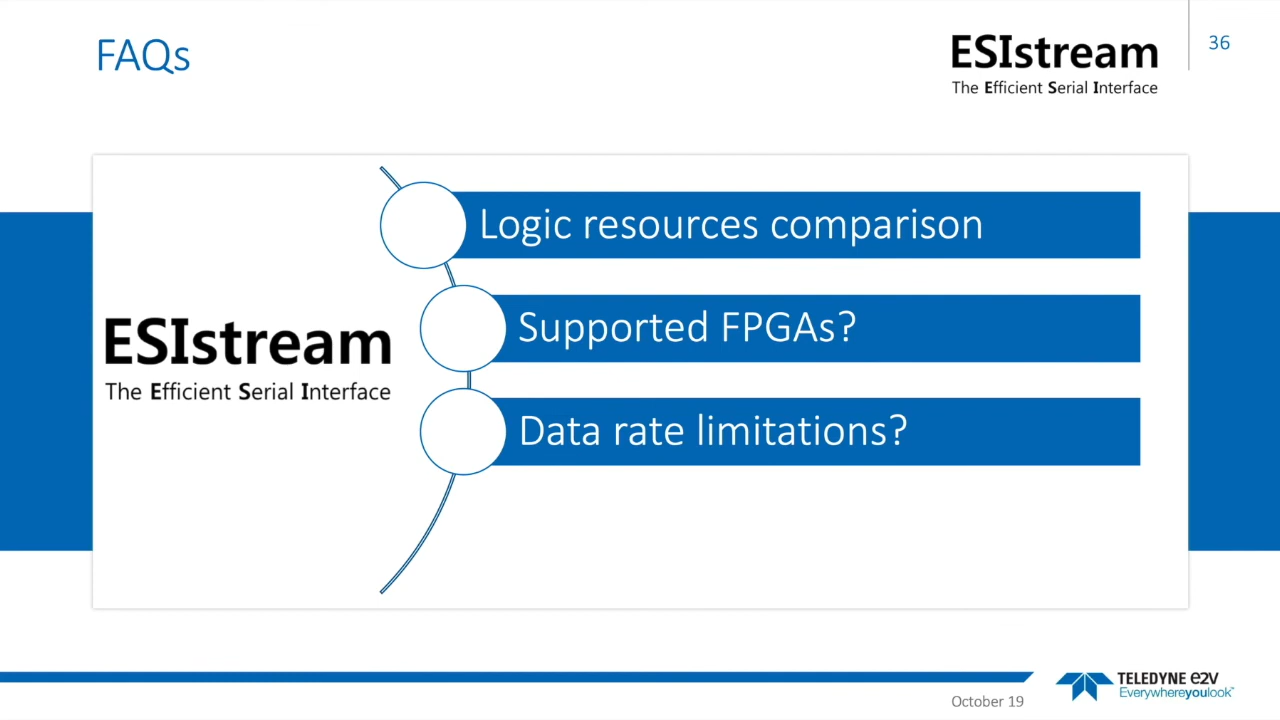 FAQs
ESIstream
The Efficient Serial Interface
36
Logic resources comparison
Supported FPGAs?
Data rate limitations?
ESIstream
The Efficient Serial Interface
October 19
TELEDYNE e2v
Everywhereyoulook™